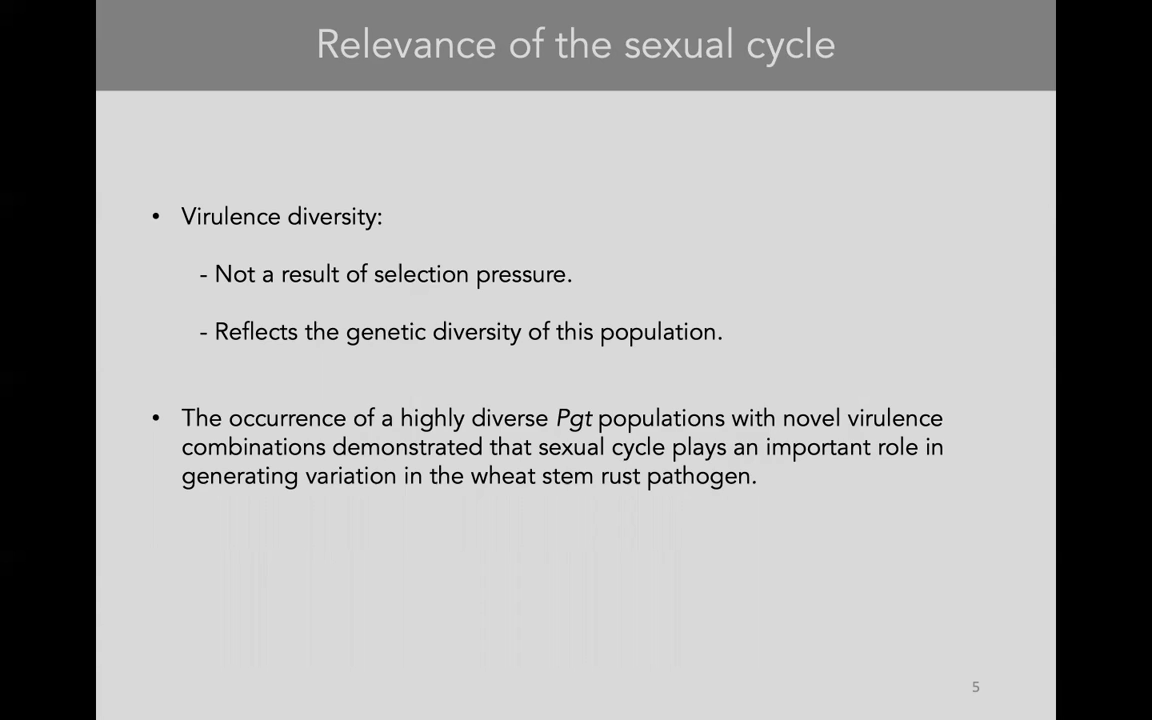 Relevance of the sexual cycle
• Virulence diversity:
- Not a result of selection pressure.
- Reflects the genetic diversity of this population.
• The occurrence of a highly diverse Pgt populations with novel virulence
combinations demonstrated that sexual cycle plays an important role in
generating variation in the wheat stem rust pathogen.
5